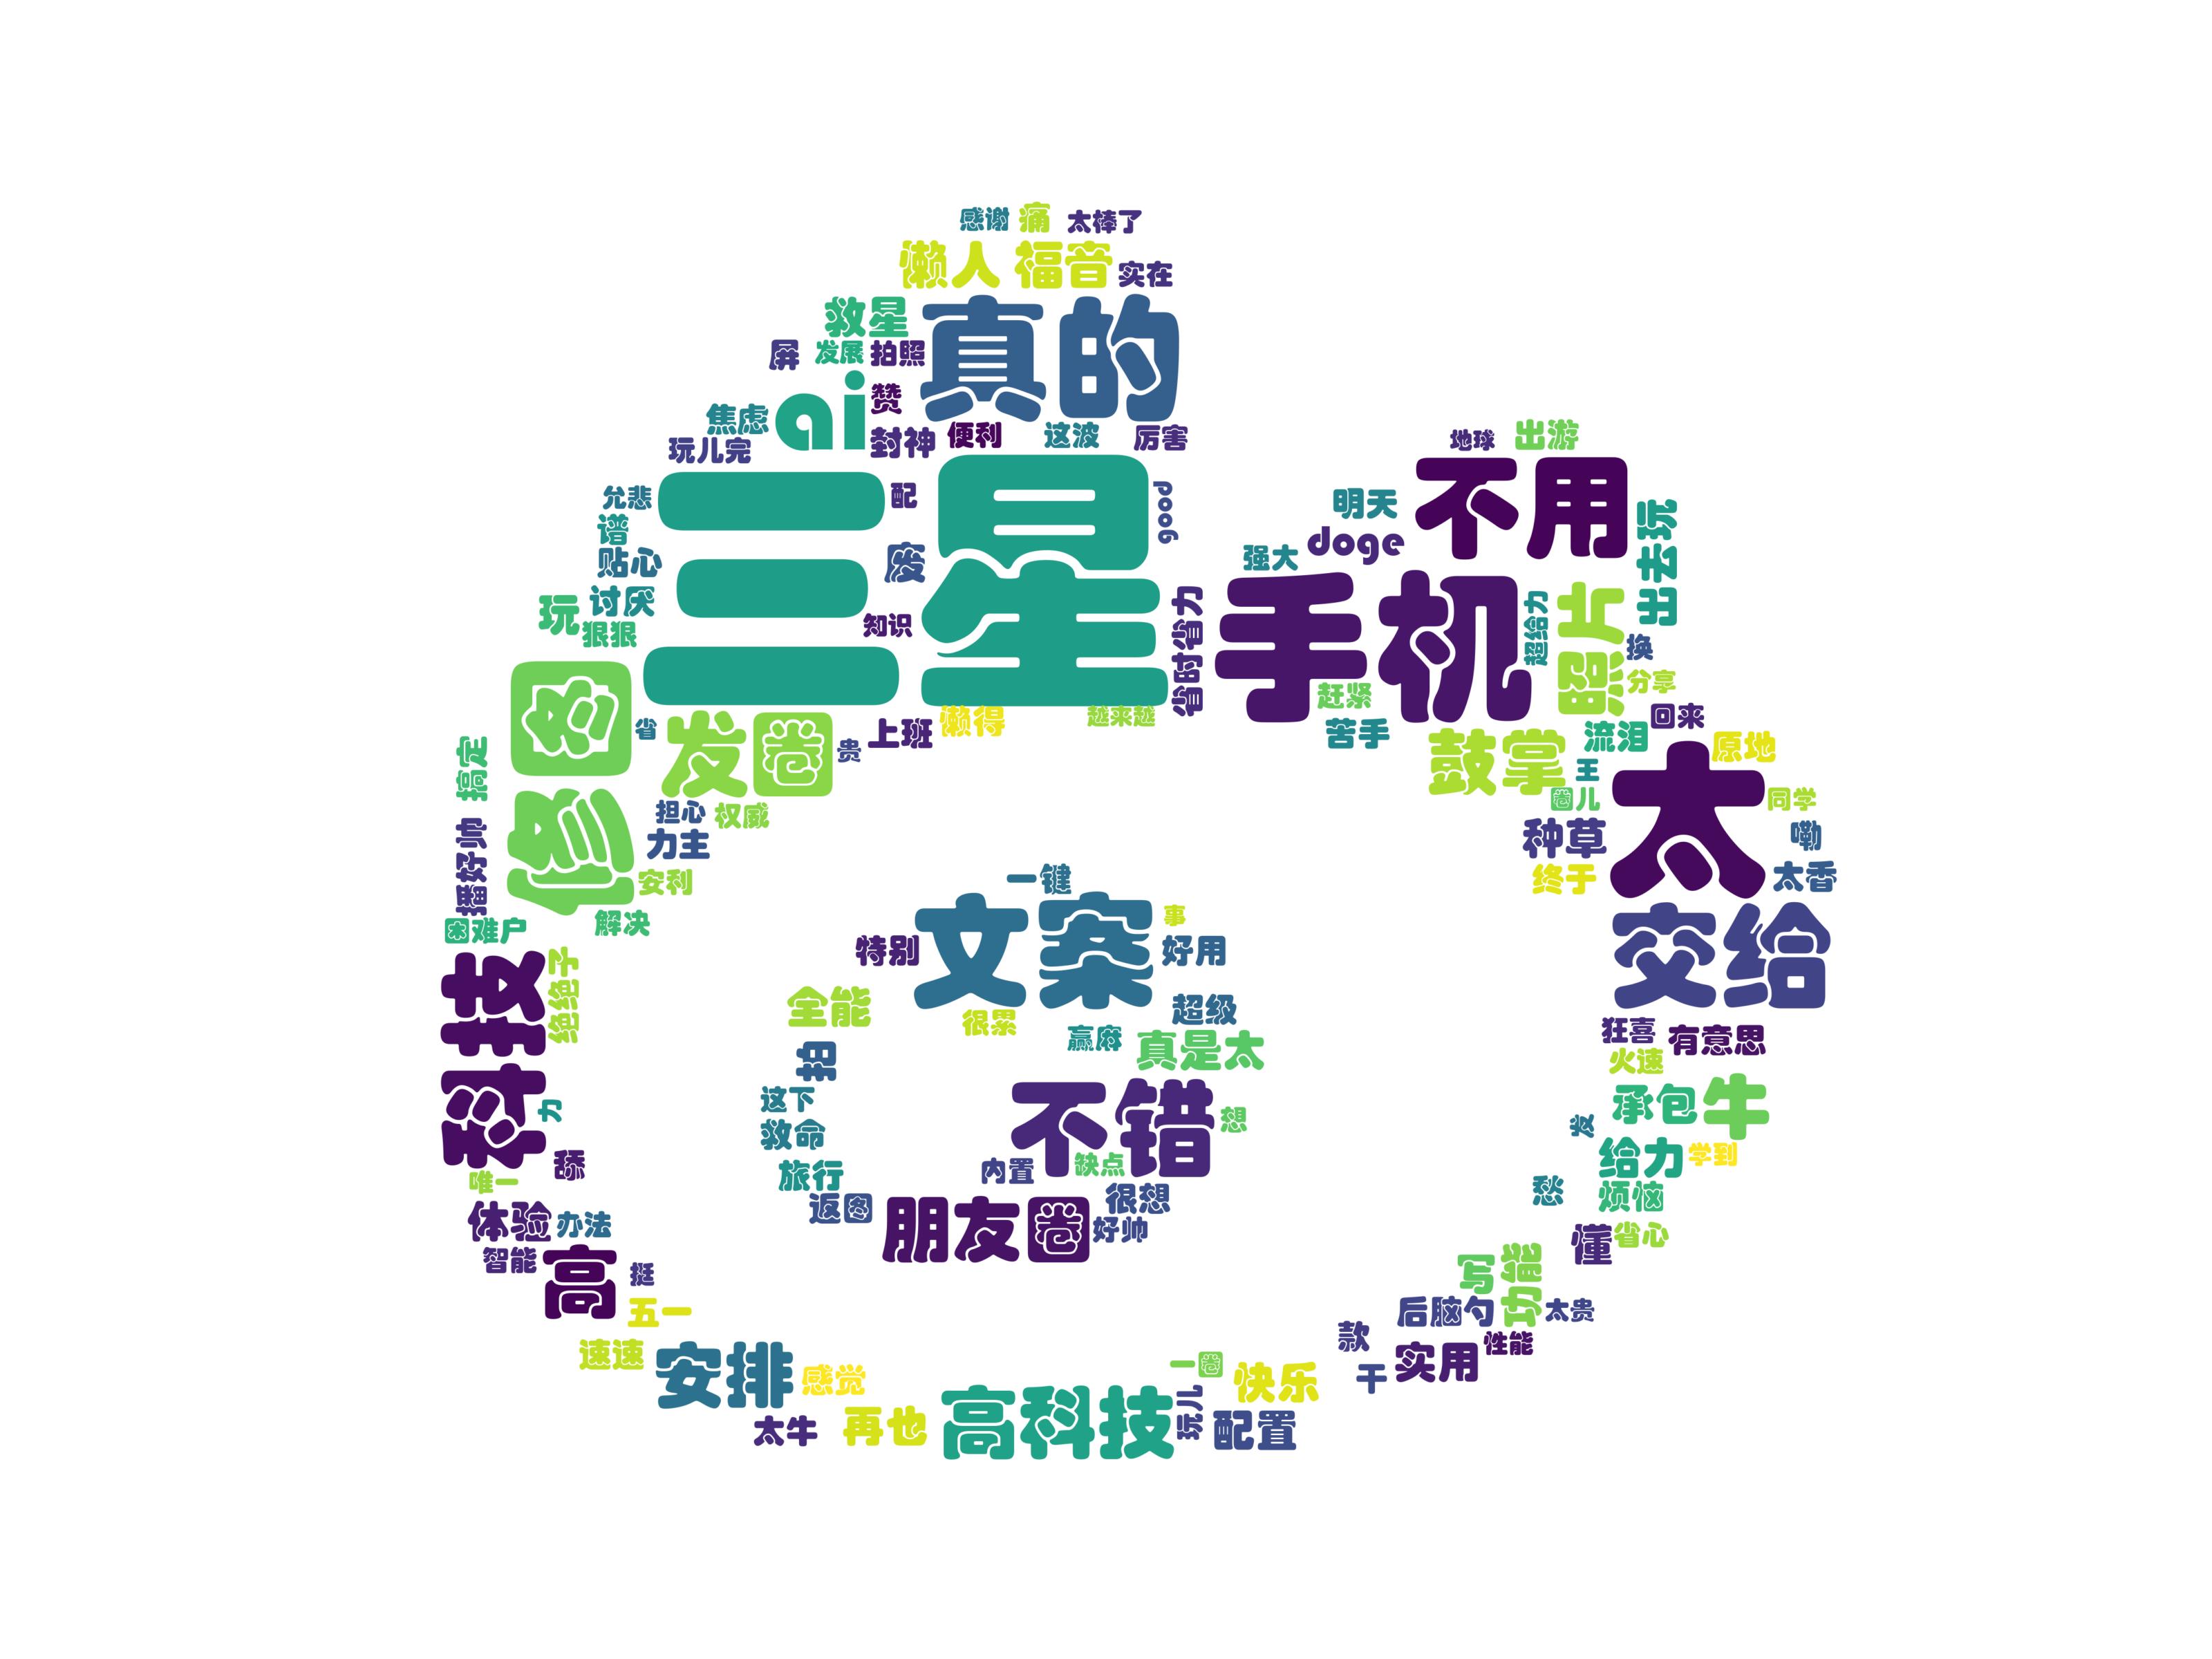 感谢 痛 太棒了
懒人 福音 实在
救星
屏 发展 拍照 真的
ai 赞
焦虑
玩儿完 封神 便利 这波 厉害
地球 出游
三星 手机 不用
允悲 配 good 明天
谱 doge 出去玩
贴心 废 强大
玩 讨厌
狠狠 知识 省时省力 超给力 照片 换
分享
修图 省 发圈 贵 上班 懒得 越来越 赶紧 回来
苦手 鼓掌 流泪 原地
搞定 王 太
担心 权威 圈儿 同学
力主 种草 嘞
安利 一键 终于 太香
困难户 解决 文案 事
特别 好用 交给
科技 绝绝子 全能 很累 超级
赢麻 真是太 狂喜 有意思
拍 火速
这下 不错 想 承包 牛
力 救命 发
舔 旅行 内置 缺点 给力 学到
唯一 愁 烦恼
体验 办法 返图 朋友圈 很想
好帅 懂 省心
智能 高 挺 写 功能
五一 后脑勺 太贵
速速 安排 感觉 一圈 快乐 款 实用 性能
干
太牛 再也 高科技 玩儿 配置